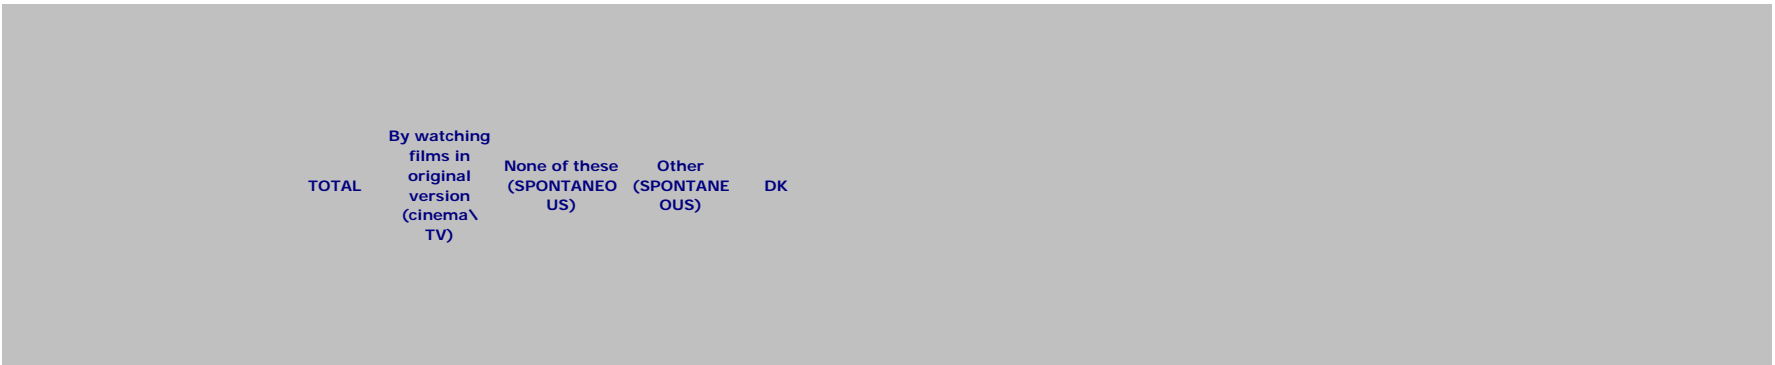 TOTAL
By watching
films in
original
version
(cinema\
TV)
None of these
(SPONTANEO
US)
Other
(SPONTANE
OUS)
DK